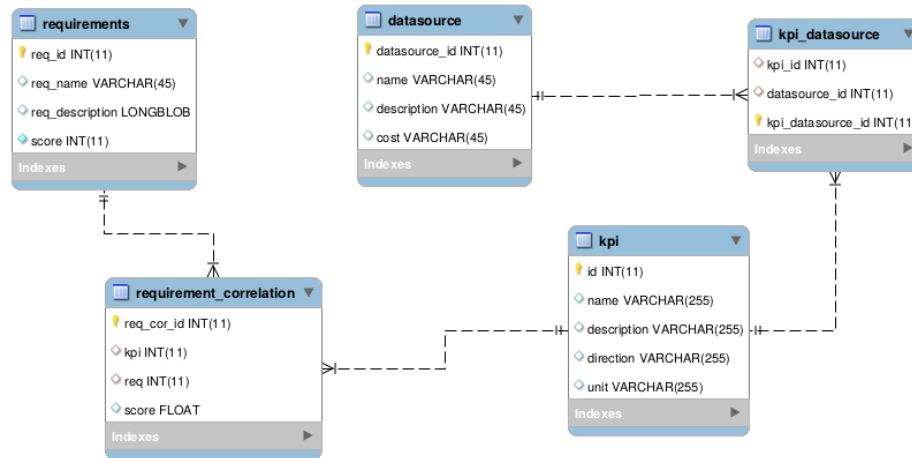 requirements
req_id INT(11)
req_name VARCHAR(45)
req_description LONGBLOB
score INT(11)
Indexes
datasource
datasource_id INT(11)
name VARCHAR(45)
description VARCHAR(45)
cost VARCHAR(45)
Indexes
kpi_datasource
kpi_id INT(11)
datasource_id INT(11)
kpi_datasource_id INT(11
Indexes
requirement_correlation
req_cor_id INT(11)
kpi INT(11)
req INT(11)
score FLOAT
Indexes
kpi
id INT(11)
name VARCHAR(255)
description VARCHAR(255)
direction VARCHAR(255)
unit VARCHAR(255)
Indexes